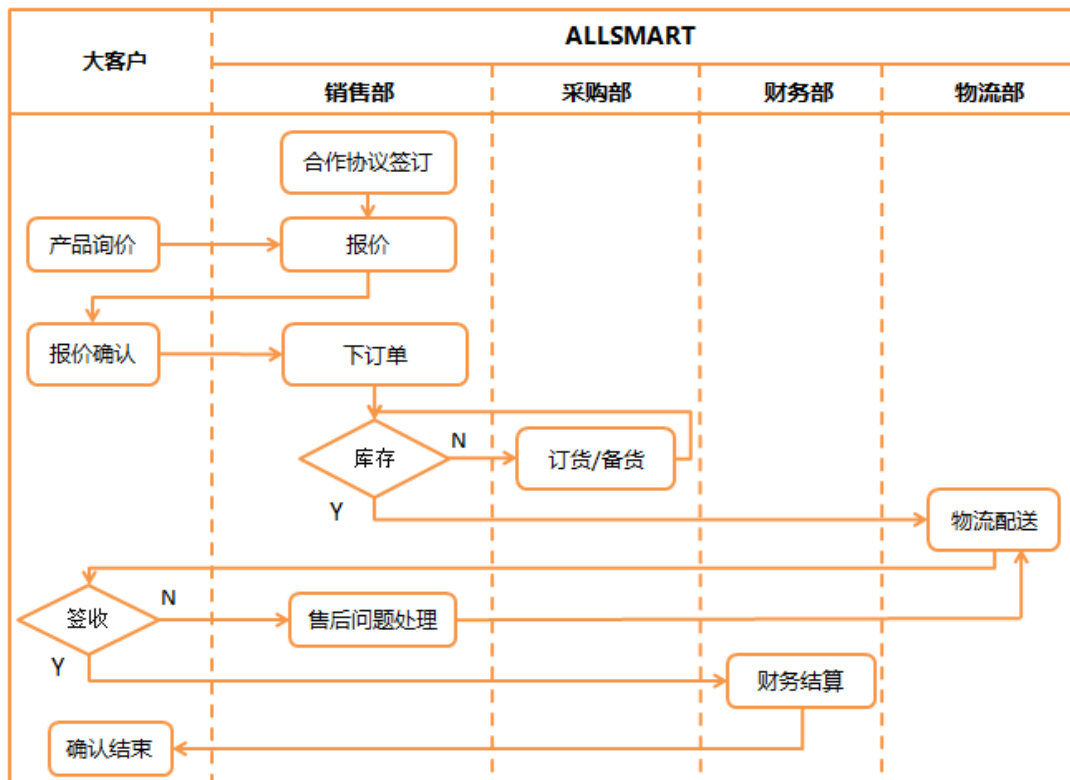 大客户
ALLSMART
销售部
采购部
财务部
物流部
合作协议签订
产品询价
报价
报价确认
下订单
库存
N
订货/备货
Y
物流配送
签收
N
售后问题处理
Y
财务结算
确认结束